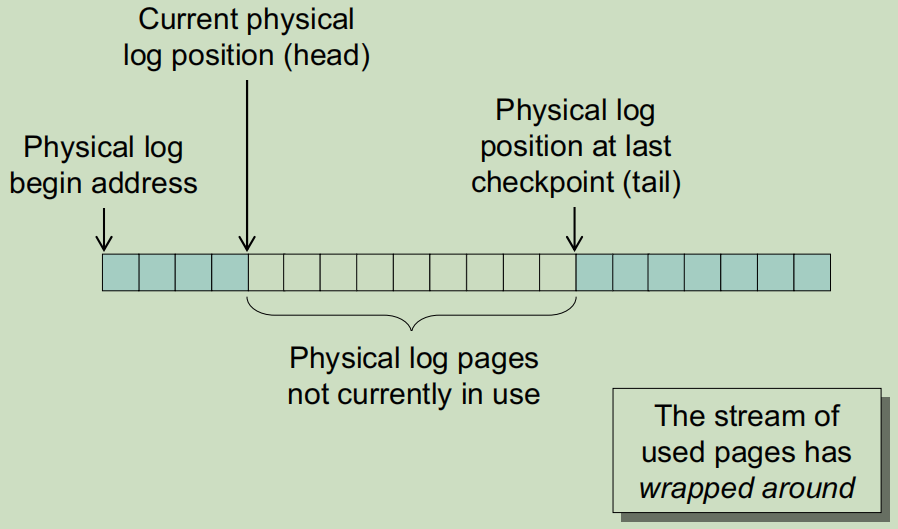 Current physical
log position (head)
Physical log
begin address
Physical log
position at last
checkpoint (tail)
Physical log pages
not currently in use
The stream of
used pages has
wrapped around